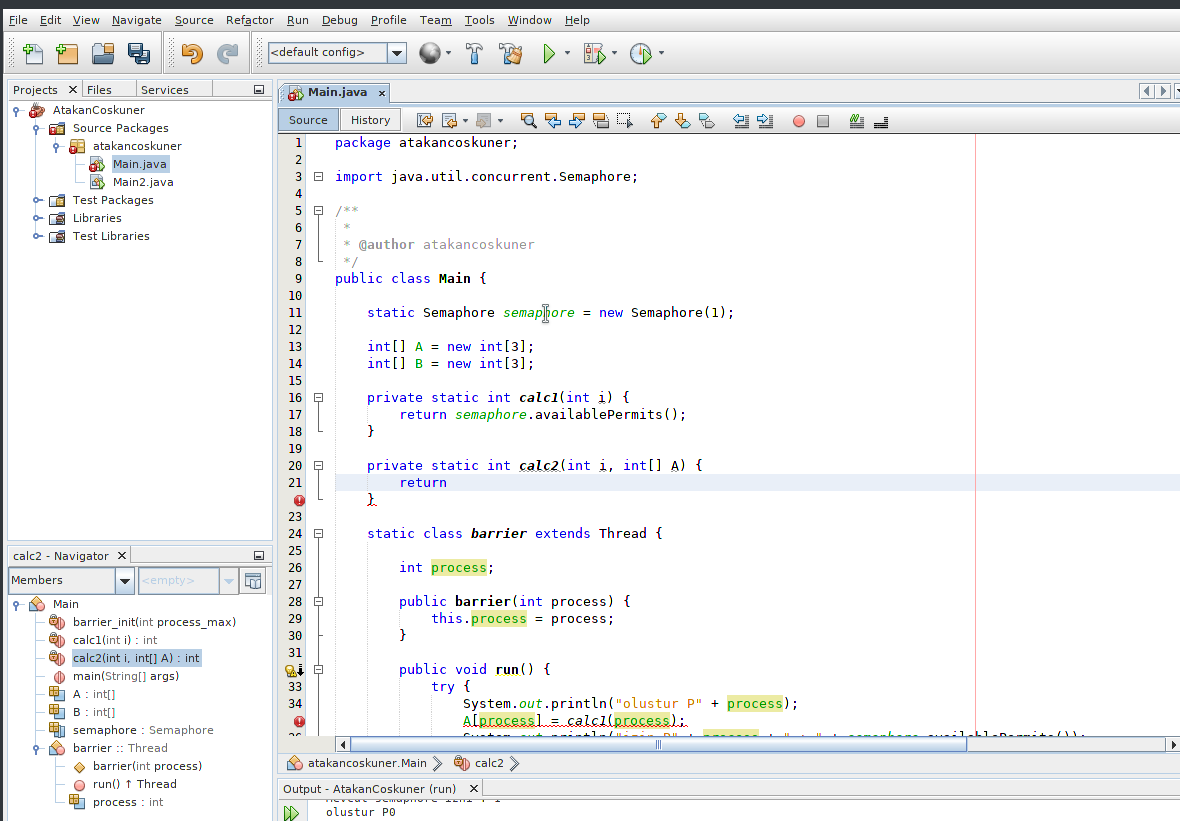 File Edit View Navigate Source Refactor Run Debug Profile Team Tools Window Help
<default config>
Projects Files Services
AtakanCoskuner
Source Packages
atakancoskuner
Main.java
Main2.java
Test Packages
Libraries
Test Libraries
calc2 - Navigator
Members <empty>
Main
barrier_init(int process_max)
calc1(int i) : int
calc2(int i, int[] A) : int
main(String[] args)
A : int[]
B : int[]
semaphore : Semaphore
barrier :: Thread
barrier(int process)
run() ↑ Thread
process : int
Main.java
Source History
1 package atakancoskuner;
2
3 import java.util.concurrent.Semaphore;
4
5 /**
6 *
7 * @author atakancoskuner
8 */
9 public class Main {
10
11 static Semaphore semaphore = new Semaphore(1);
12
13 int[] A = new int[3];
14 int[] B = new int[3];
15
16 private static int calc1(int i) {
17 return semaphore.availablePermits();
18 }
19
20 private static int calc2(int i, int[] A) {
21 return
}
23
24 static class barrier extends Thread {
25
26 int process;
27
28 public barrier(int process) {
29 this.process = process;
30 }
31
public void run() {
33 try {
34 System.out.println("olustur P" + process);
A[process] = calc1(process);
atakancoskuner.Main calc2
Output - AtakanCoskuner (run)
olustur P0